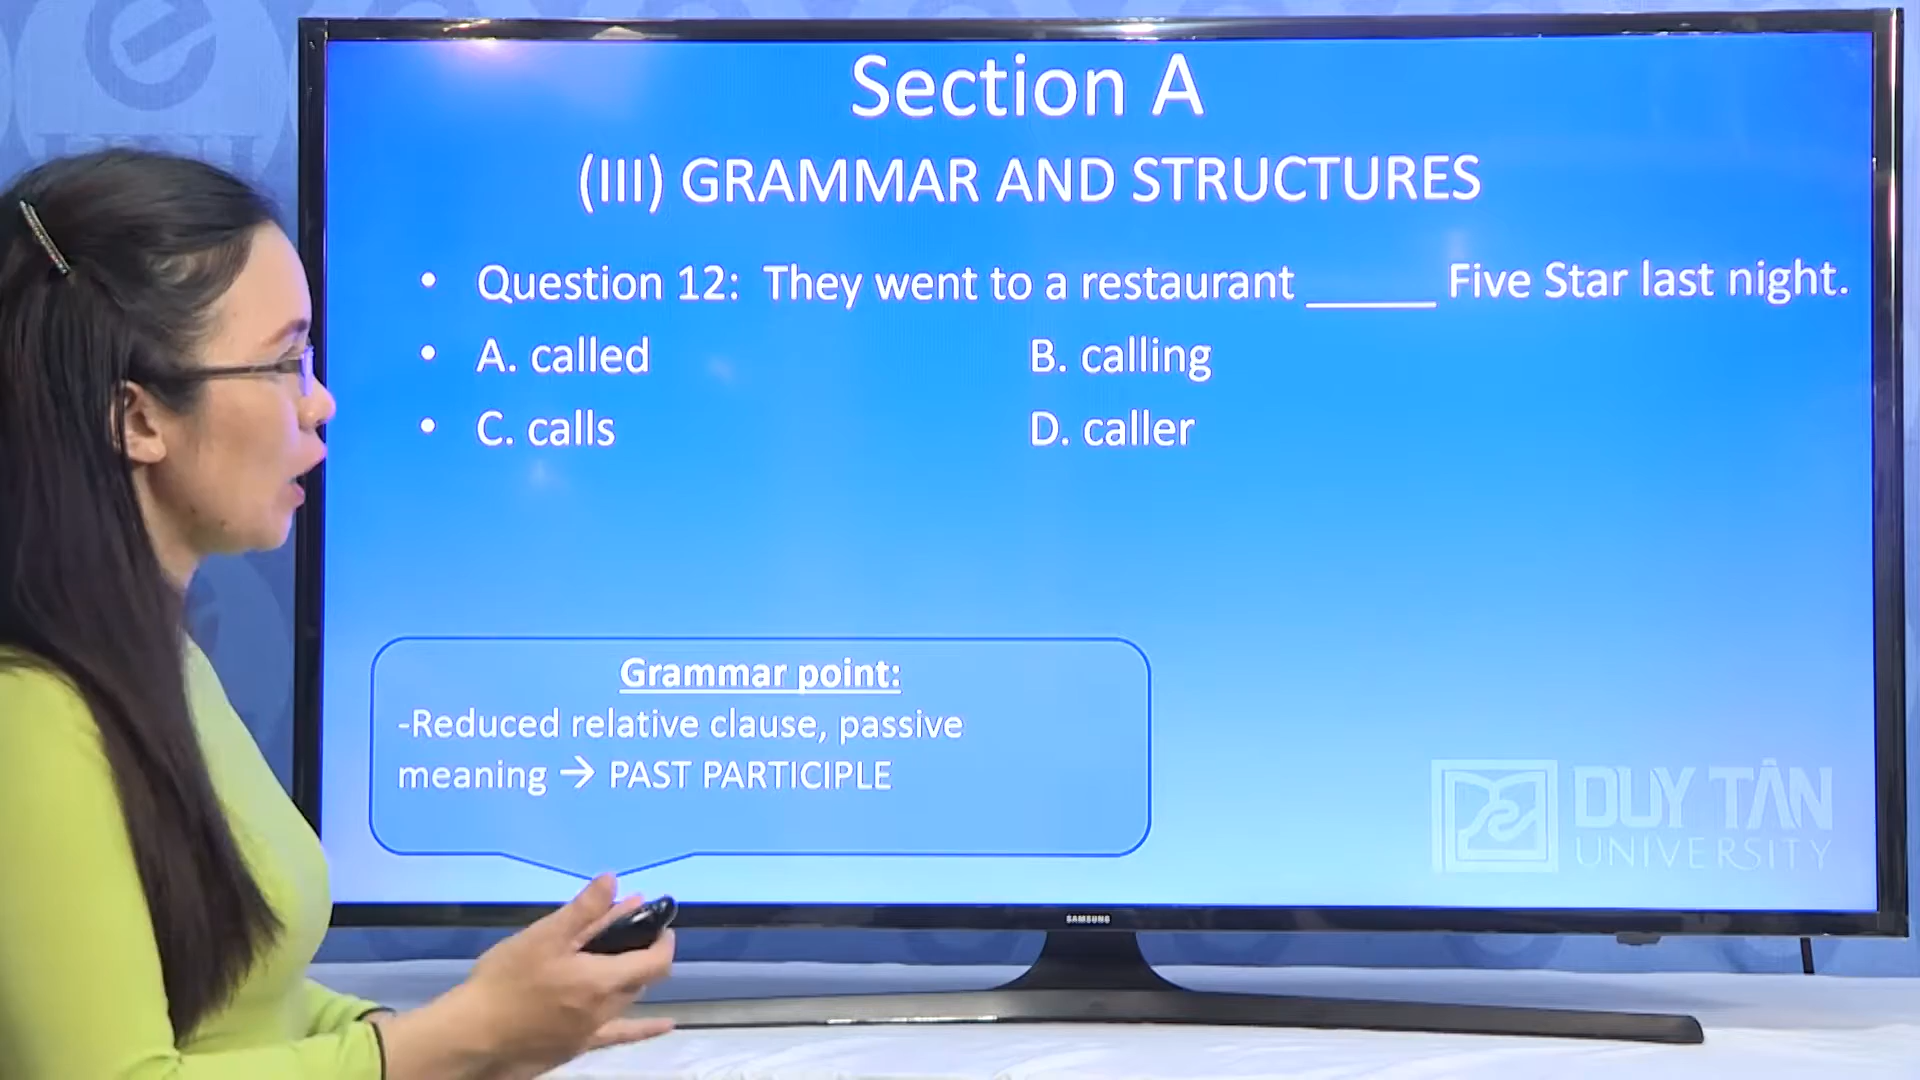 Section A
(III) GRAMMAR AND STRUCTURES
• Question 12: They went to a restaurant _____ Five Star last night.
• A. called B. calling
• C. calls D. caller
Grammar point:
-Reduced relative clause, passive
meaning → PAST PARTICIPLE
DUY TÂN
UNIVERSITY
SAMSUNG